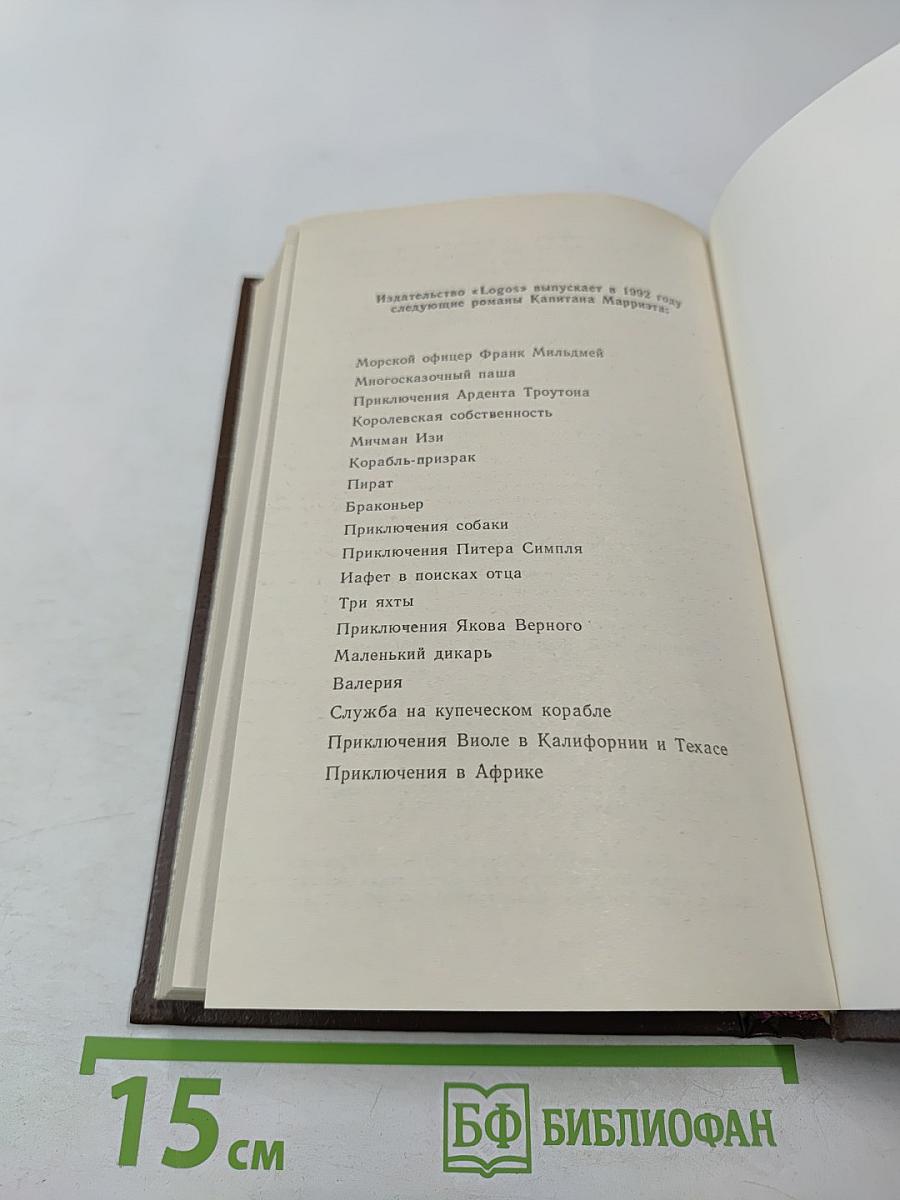 Издательство «Logos» выпускает в 1992 году
следующие романы Капитана Марриэта:
Морской офицер Франк Мильдмей
Многосказочный паша
Приключения Ардента Троутона
Королевская собственность
Мичман Изи
Корабль-призрак
Пират
Браконьер
Приключения собаки
Приключения Питера Симпля
Иафет в поисках отца
Три яхты
Приключения Якова Верного
Маленький дикарь
Валерия
Служба на купеческом корабле
Приключения Виоле в Калифорнии и Техасе
Приключения в Африке
15 см
БФ БИБЛИОФАН